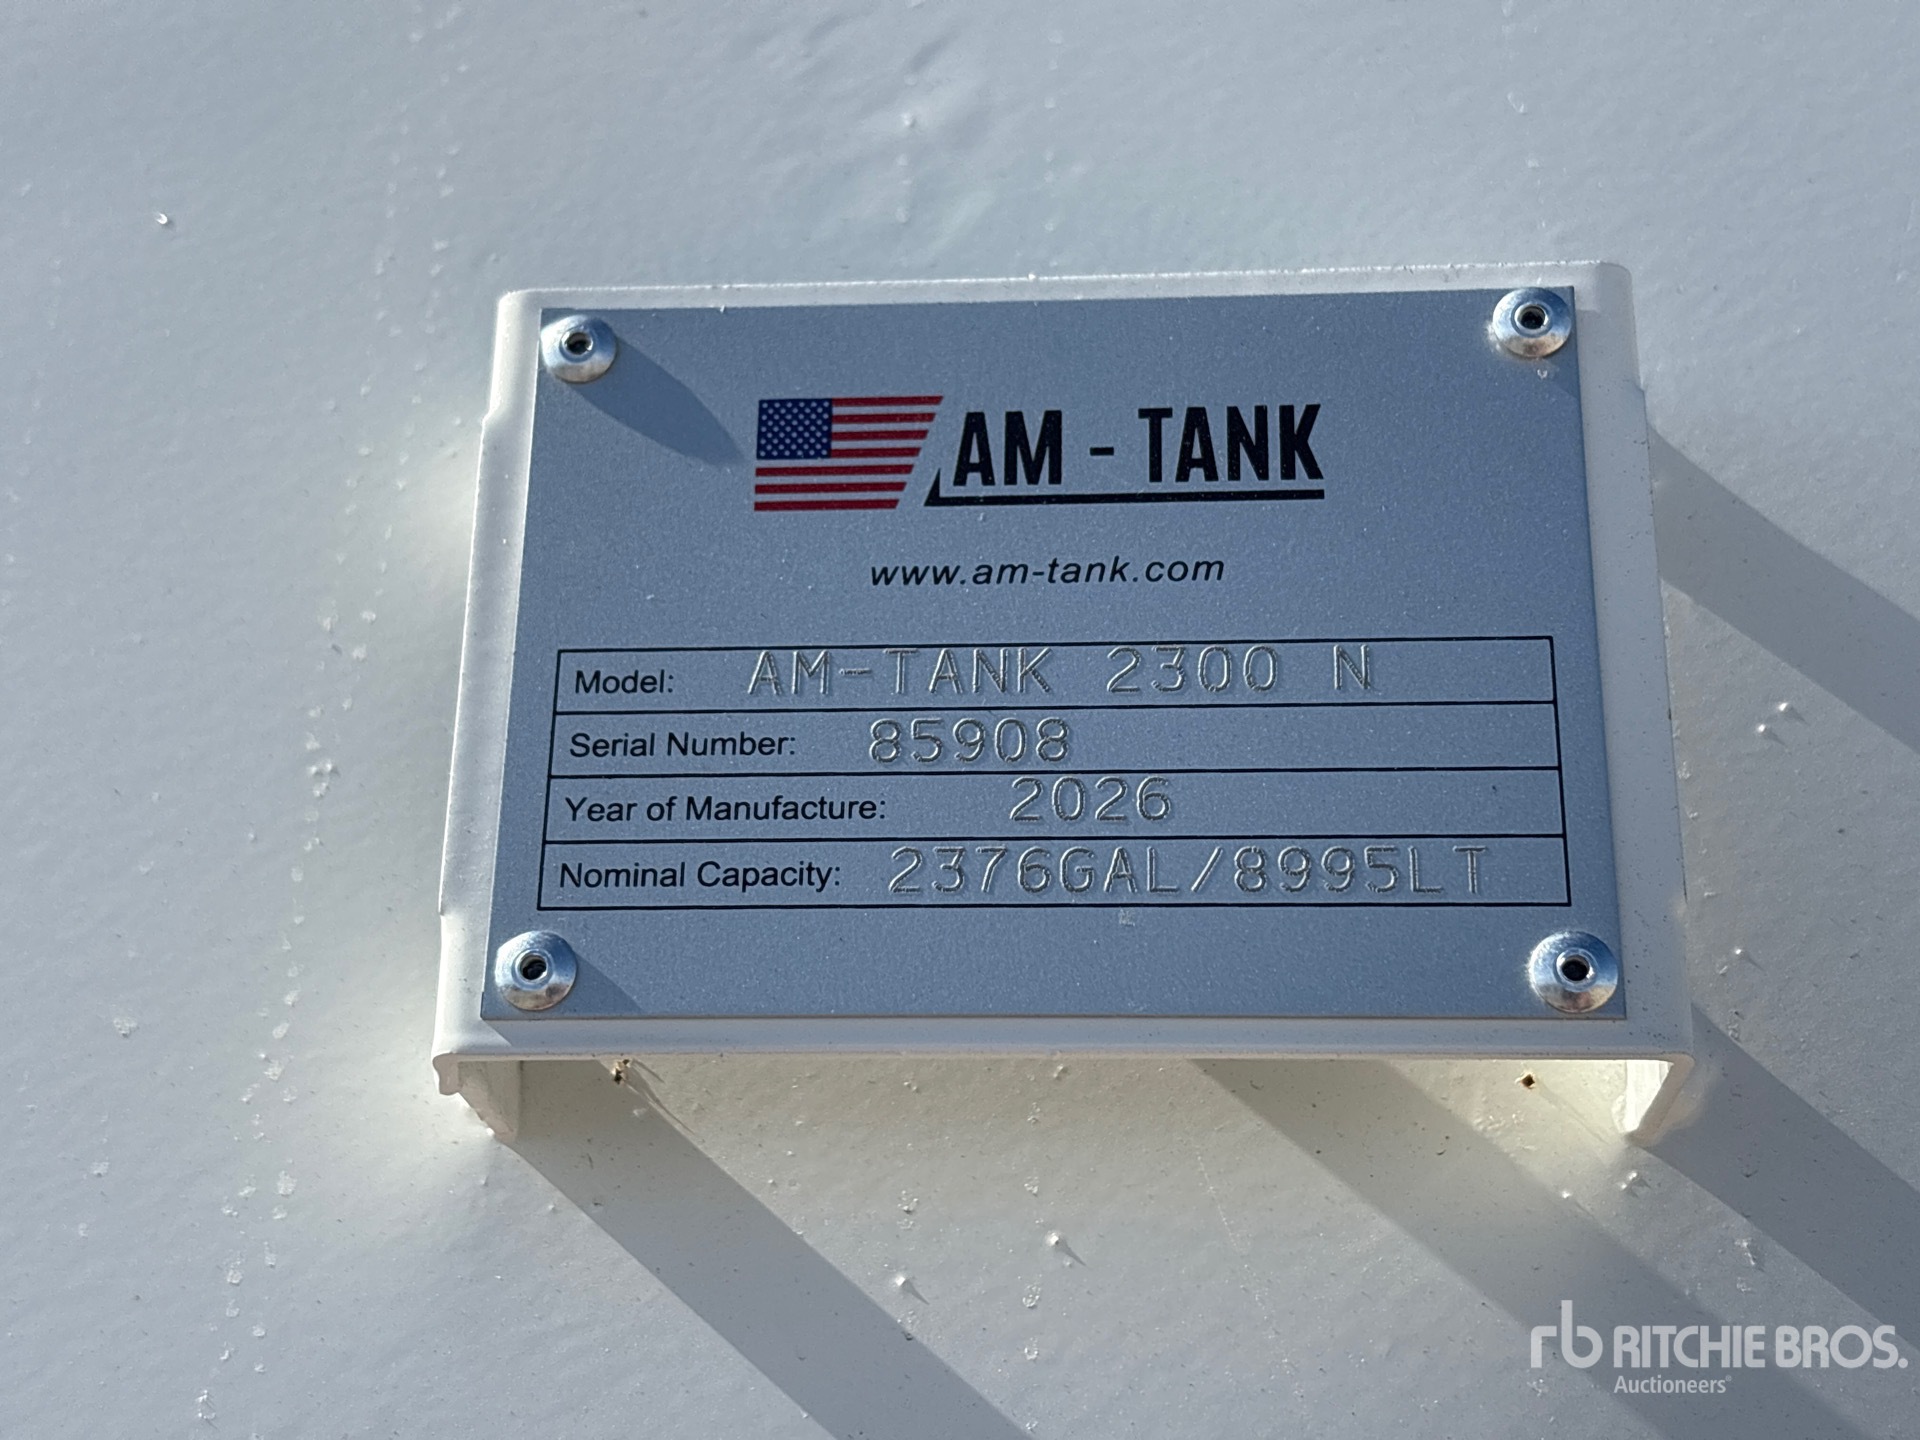 AM - TANK
www.am-tank.com
Model: AM-TANK 2300 N
Serial Number: 85908
Year of Manufacture: 2026
Nominal Capacity: 2376GAL/8995LT
rb RITCHIE BROS.
Auctioneers